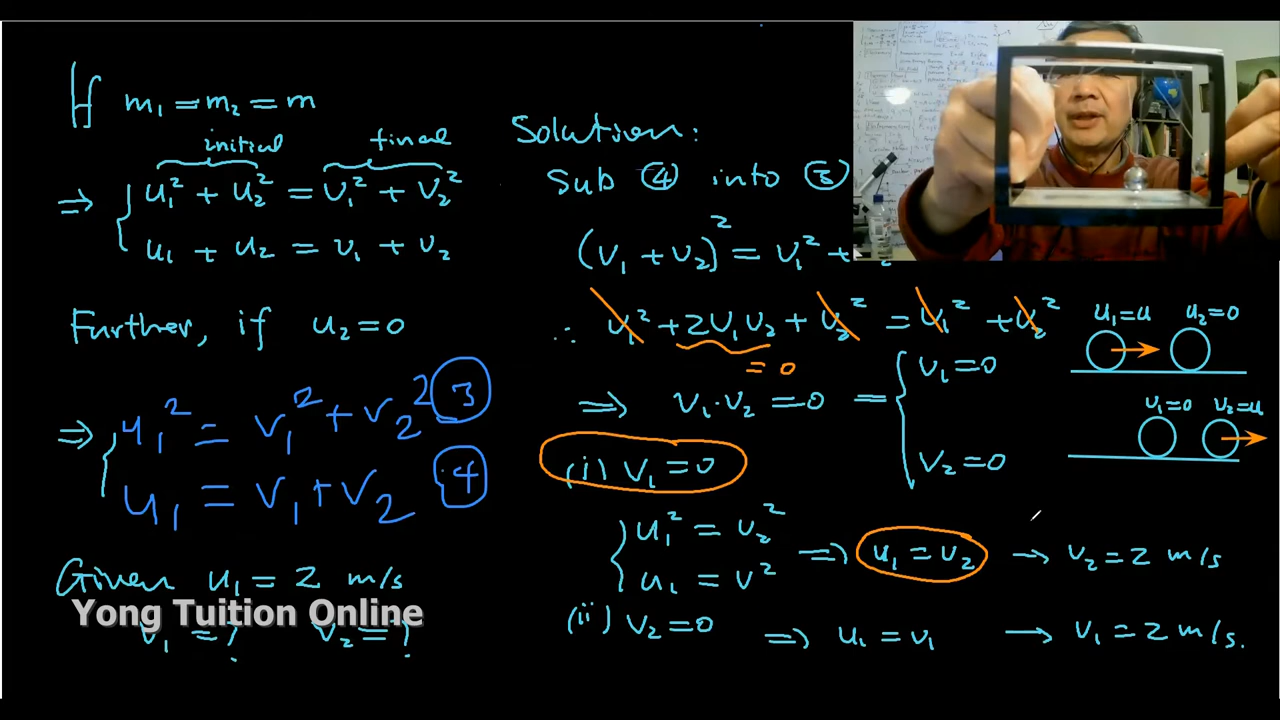 If m₁ = m₂ = m
initial final
⇒ { u₁² + u₂² = v₁² + v₂²
u₁ + u₂ = v₁ + v₂
Further, if u₂ = 0
⇒ { u₁² = v₁² + v₂² ③
u₁ = v₁ + v₂ ④
Given u₁ = 2 m/s
Yong Tuition Online
v₁ = ? v₂ = ?
Solution:
Sub ④ into ③
(v₁ + v₂)² = v₁² +
∴ v₁² + 2v₁v₂ + v₂² = v₁² + v₂²
= 0
⇒ v₁·v₂ = 0 = { v₁ = 0
v₂ = 0
(i) v₁ = 0
{ u₁² = v₂²
u₁ = v² ⇒ u₁ = v₂ → v₂ = 2 m/s
(ii) v₂ = 0 ⇒ u₁ = v₁ → v₁ = 2 m/s.
u₁=u u₂=0
v₁=0 v₂=u